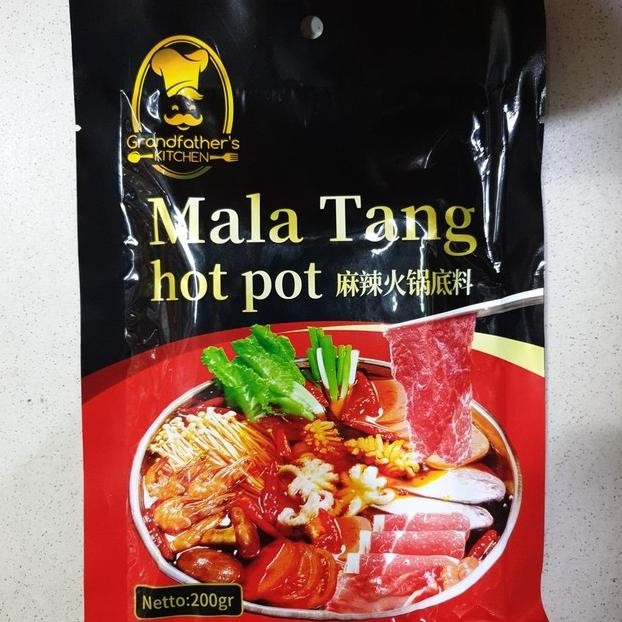 Grandfather's
KITCHEN
Mala Tang
hot pot 麻辣火锅底料
Netto:200gr